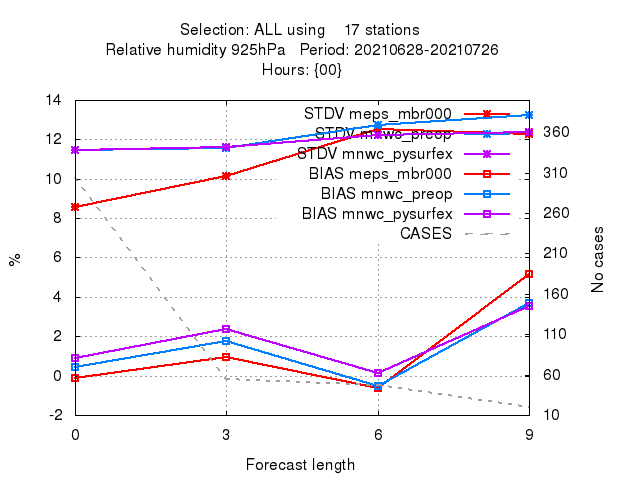 Selection: ALL using 17 stations
Relative humidity 925hPa Period: 20210628-20210726
Hours: {00}
STDV meps_mbr000
STDV mnwc_preop
STDV mnwc_pysurfex
BIAS meps_mbr000
BIAS mnwc_preop
BIAS mnwc_pysurfex
CASES
14
12
10
8
6
4
2
0
-2
%
360
310
260
210
160
110
60
10
No cases
0 3 6 9
Forecast length